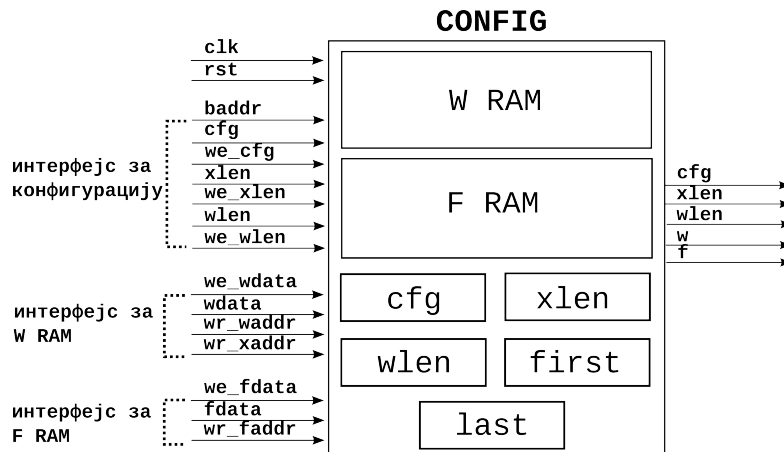 CONFIG
clk
rst
baddr
cfg
we_cfg
xlen
we_xlen
wlen
we_wlen
интерфејс за
конфигурацију
we_wdata
wdata
wr_waddr
wr_xaddr
интерфејс за
W RAM
we_fdata
fdata
wr_faddr
интерфејс за
F RAM
W RAM
F RAM
cfg
xlen
wlen
first
last
cfg
xlen
wlen
w
f